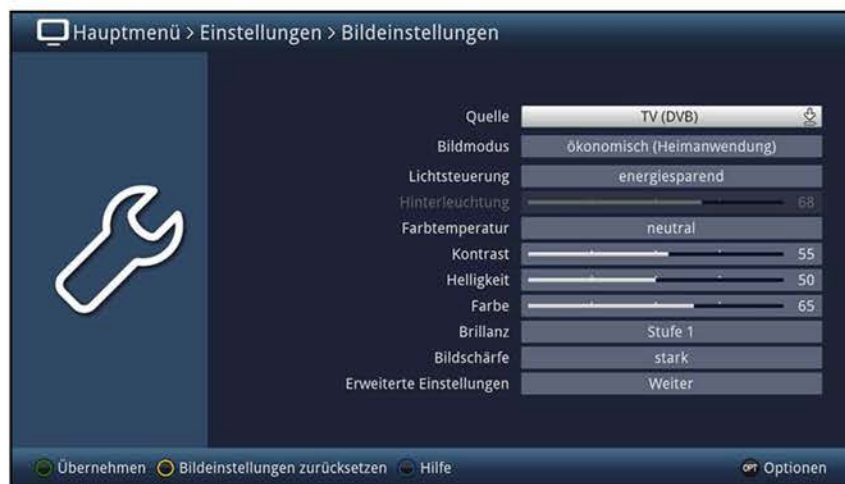 Hauptmenü > Einstellungen > Bildeinstellungen
Quelle TV (DVB)
Bildmodus ökonomisch (Heimanwendung)
Lichtsteuerung energiesparend
Hinterleuchtung 68
Farbtemperatur neutral
Kontrast 55
Helligkeit 50
Farbe 65
Brillanz Stufe 1
Bildschärfe stark
Erweiterte Einstellungen Weiter
Übernehmen Bildeinstellungen zurücksetzen Hilfe OPT Optionen